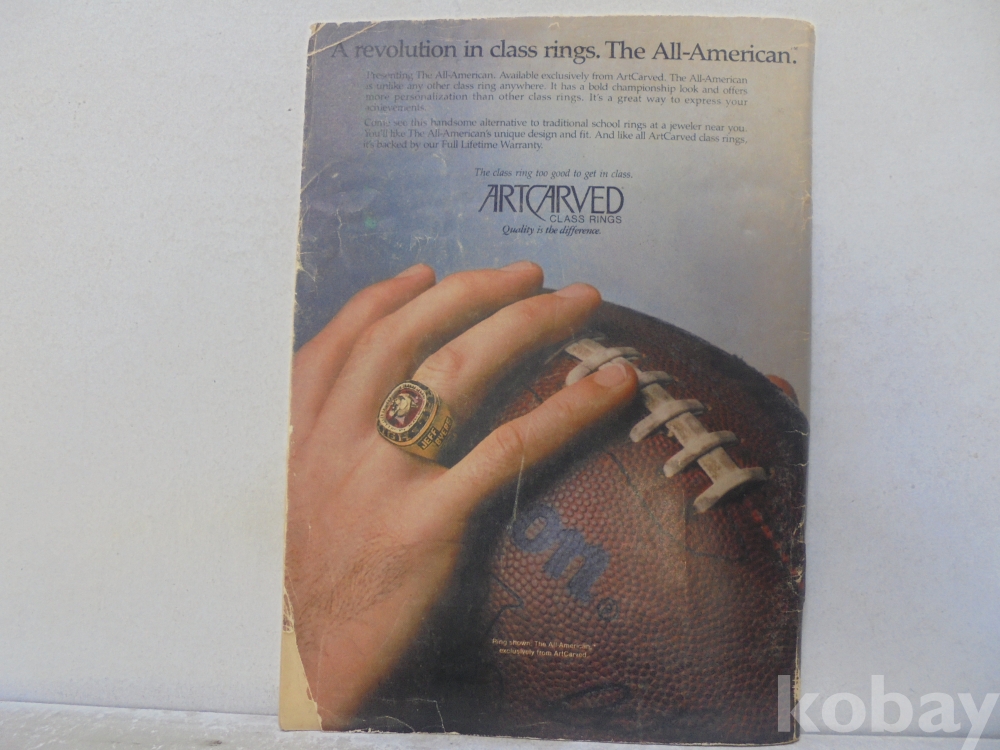 A revolution in class rings. The All-American.
Presenting The All-American. Available exclusively from ArtCarved. The All-American
is unlike any other class ring anywhere. It has a bold championship look and offers
more personalization than other class rings. It's a great way to express your
achievements.
Come see this handsome alternative to traditional school rings at a jeweler near you.
You'll like The All-American's unique design and fit. And like all ArtCarved class rings,
it's backed by our Full Lifetime Warranty.
The class ring too good to get in class.
ARTCARVED
CLASS RINGS
Quality is the difference.
JEFF
on
®
Ring shown: The All-American,
exclusively from ArtCarved.
kobay